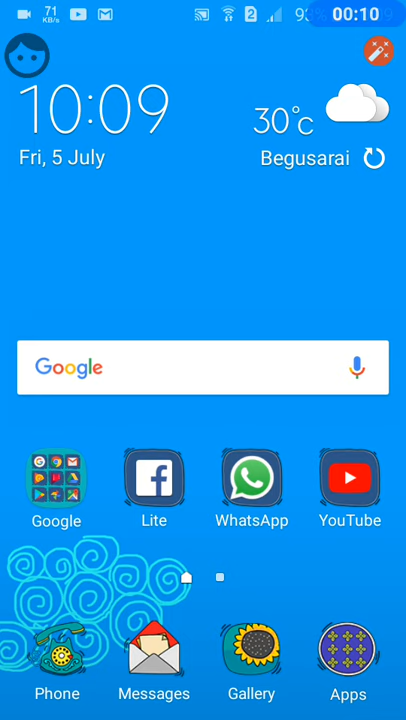 71
KB/s
2
00:10
10:09
30°c
Fri, 5 July
Begusarai
Google
Google
Lite
WhatsApp
YouTube
Phone
Messages
Gallery
Apps